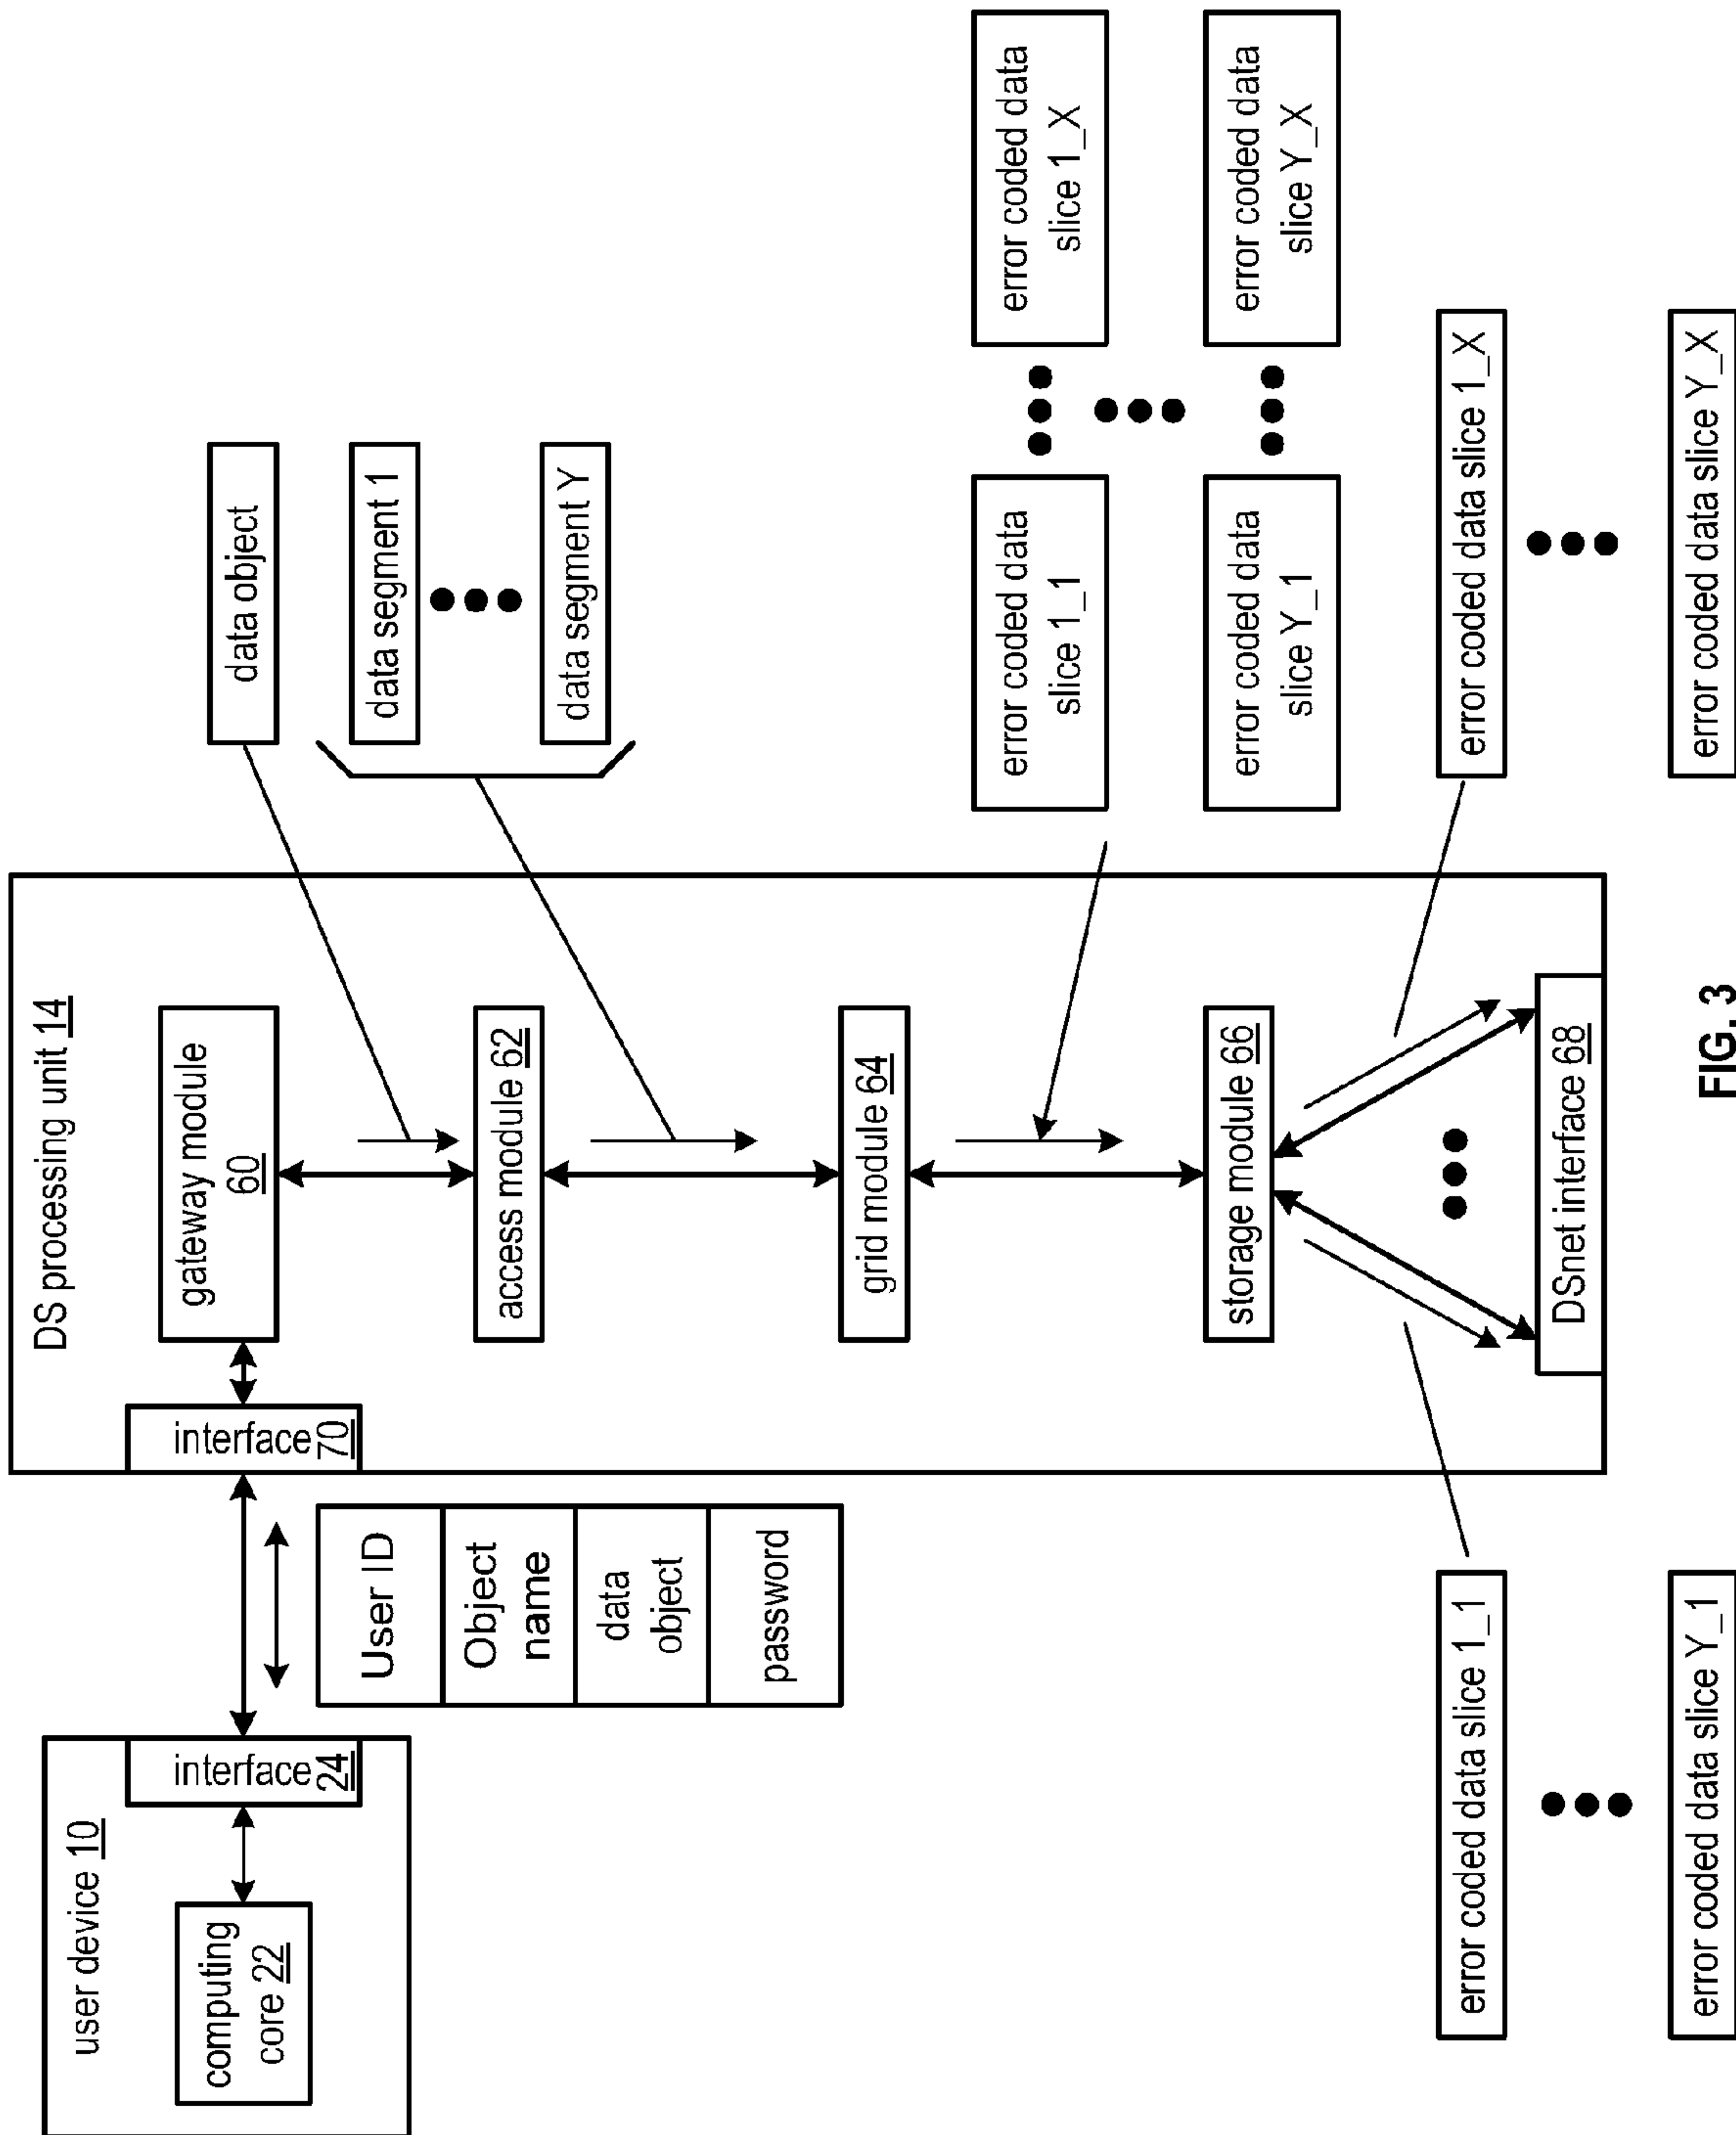 user device 10
computing
core 22
interface 24
User ID
Object
name
data
object
password
DS processing unit 14
interface 70
gateway module
60
access module 62
grid module 64
storage module 66
DSnet interface 68
data object
data segment 1
data segment Y
error coded data
slice 1_1
error coded data
slice 1_X
error coded data
slice Y_1
error coded data
slice Y_X
error coded data slice 1_1
error coded data slice Y_1
error coded data slice 1_X
error coded data slice Y_X
FIG. 3